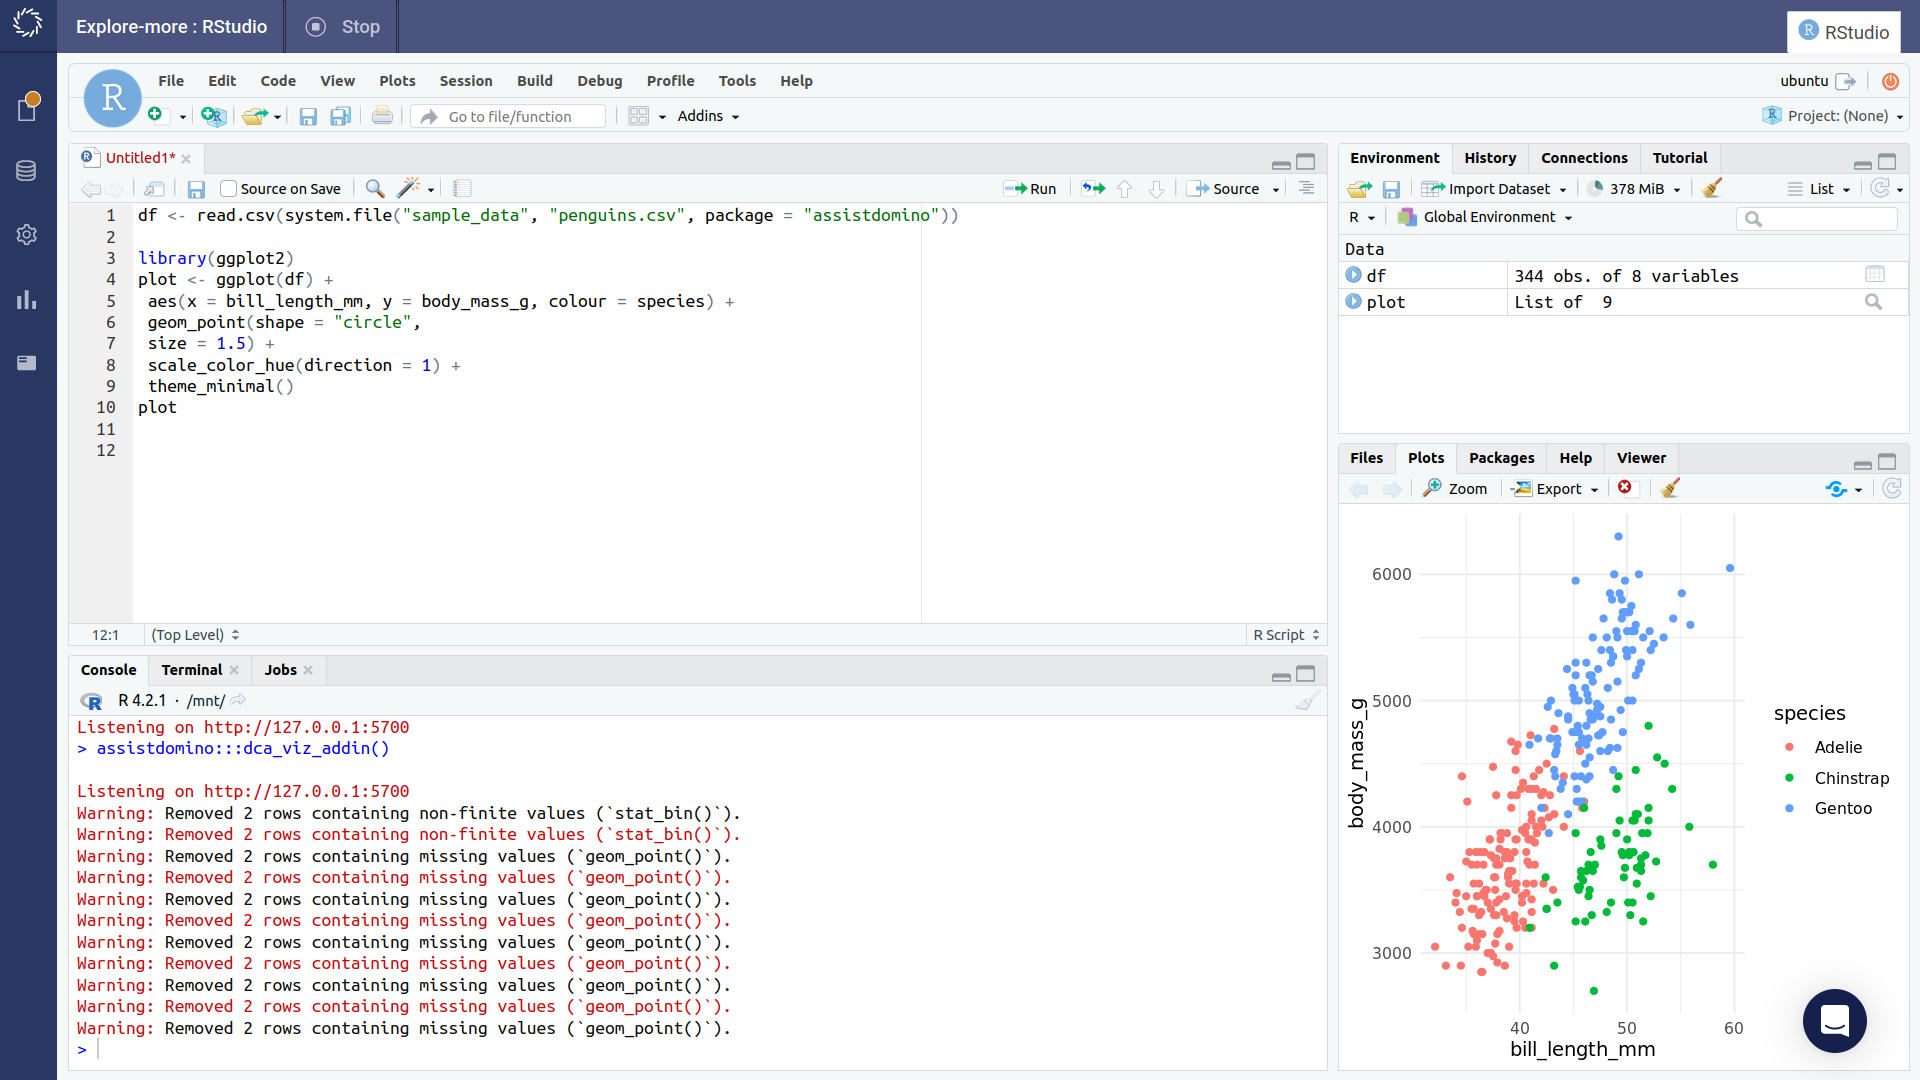 Explore-more : RStudio
Stop
R RStudio
R
File Edit Code View Plots Session Build Debug Profile Tools Help
ubuntu
Go to file/function
Addins
Project: (None)
Untitled1*
Source on Save
Run
Source
1 df <- read.csv(system.file("sample_data", "penguins.csv", package = "assistdomino"))
2
3 library(ggplot2)
4 plot <- ggplot(df) +
5 aes(x = bill_length_mm, y = body_mass_g, colour = species) +
6 geom_point(shape = "circle",
7 size = 1.5) +
8 scale_color_hue(direction = 1) +
9 theme_minimal()
10 plot
11
12
12:1 (Top Level) R Script
Console Terminal Jobs
R 4.2.1 · /mnt/
Listening on http://127.0.0.1:5700
> assistdomino:::dca_viz_addin()
Listening on http://127.0.0.1:5700
Warning: Removed 2 rows containing non-finite values (`stat_bin()`).
Warning: Removed 2 rows containing non-finite values (`stat_bin()`).
Warning: Removed 2 rows containing missing values (`geom_point()`).
Warning: Removed 2 rows containing missing values (`geom_point()`).
Warning: Removed 2 rows containing missing values (`geom_point()`).
Warning: Removed 2 rows containing missing values (`geom_point()`).
Warning: Removed 2 rows containing missing values (`geom_point()`).
Warning: Removed 2 rows containing missing values (`geom_point()`).
Warning: Removed 2 rows containing missing values (`geom_point()`).
Warning: Removed 2 rows containing missing values (`geom_point()`).
Warning: Removed 2 rows containing missing values (`geom_point()`).
>
Environment History Connections Tutorial
Import Dataset 378 MiB List
R Global Environment
Data
df 344 obs. of 8 variables
plot List of 9
Files Plots Packages Help Viewer
Zoom Export
6000
5000
4000
3000
body_mass_g
40 50 60
bill_length_mm
species
Adelie
Chinstrap
Gentoo